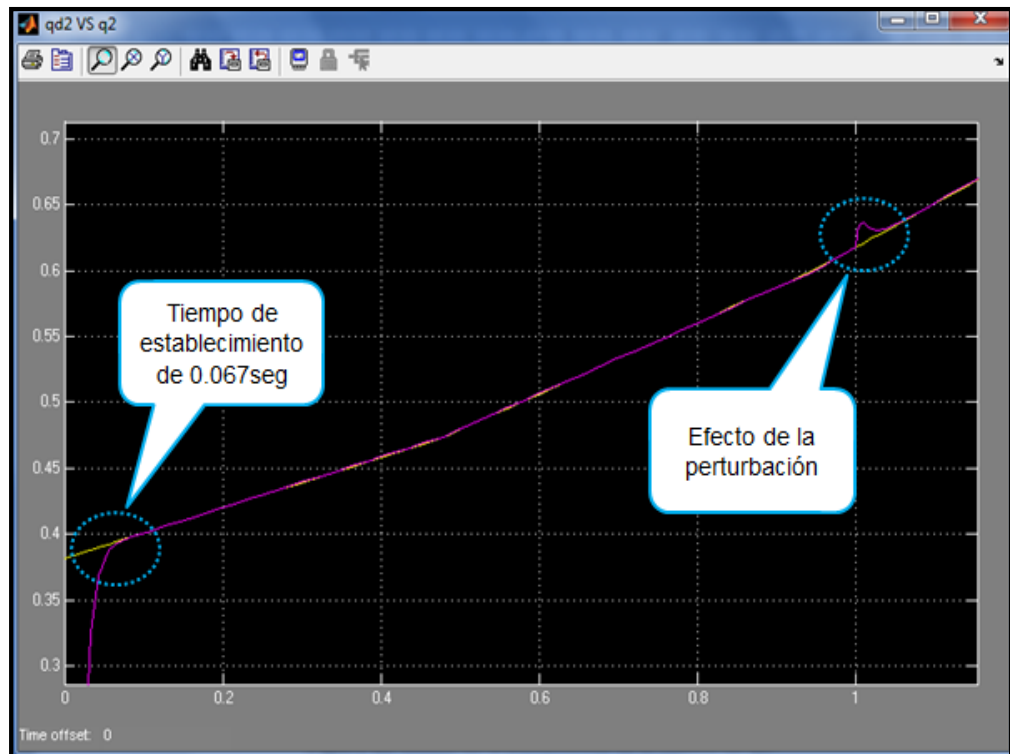 qd2 VS q2
0.7
0.65
0.6
0.55
0.5
0.45
0.4
0.35
0.3
Tiempo de
establecimiento
de 0.067seg
Efecto de la
perturbación
0
0.2
0.4
0.6
0.8
1
Time offset: 0